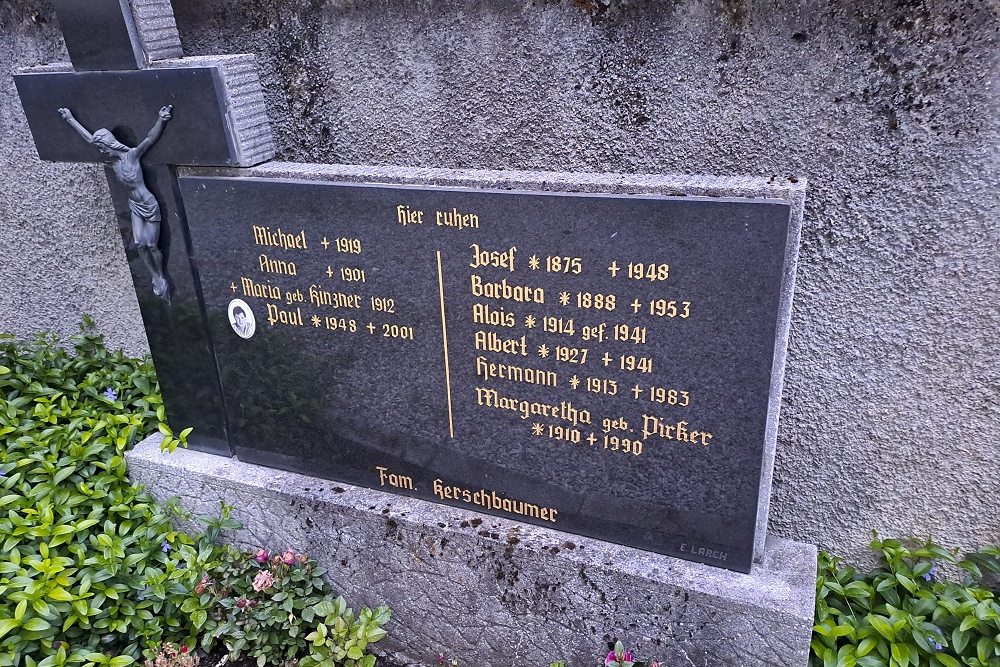 Hier ruhen
Michael + 1919
Anna + 1901
+ Maria geb. Kinzner 1912
Paul * 1948 + 2001
Josef * 1875 + 1948
Barbara * 1888 + 1953
Alois * 1914 gef. 1941
Albert * 1927 + 1941
Hermann * 1913 + 1983
Margaretha geb. Pirker
* 1910 + 1990
Fam. Kerschbaumer
E. LARCH